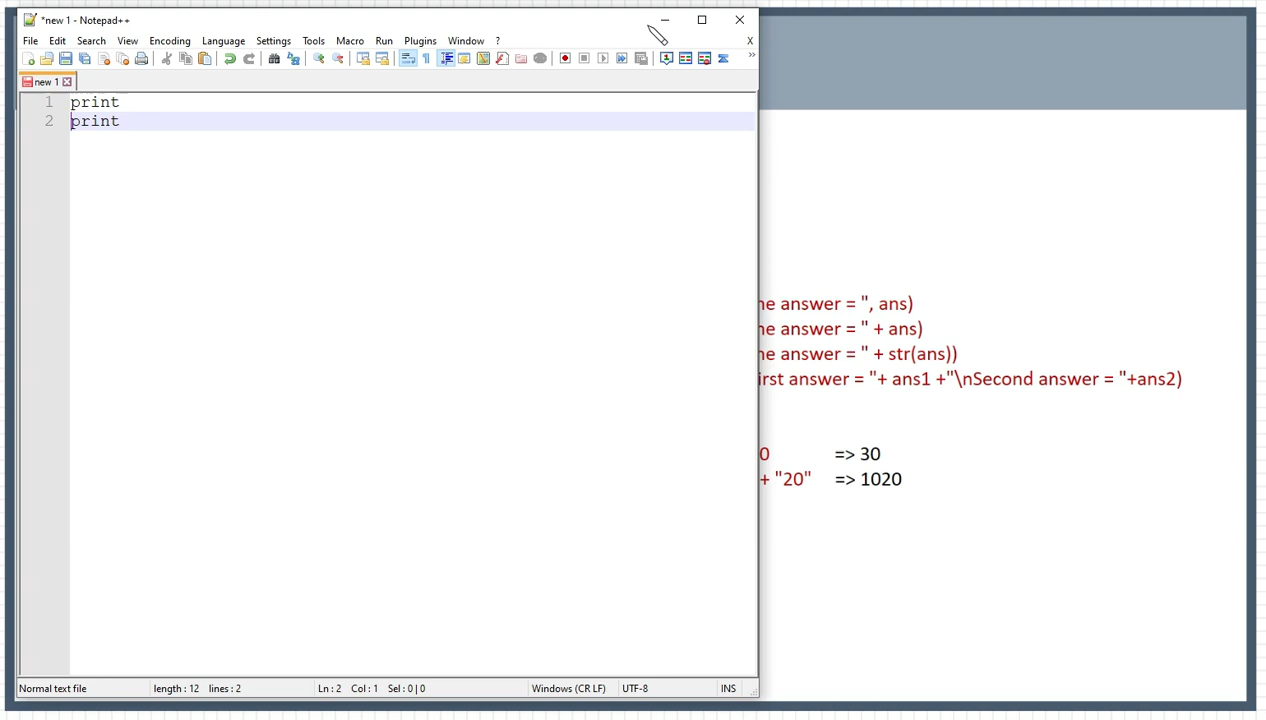 *new 1 - Notepad++
File Edit Search View Encoding Language Settings Tools Macro Run Plugins Window ? X
new 1
1 print
2 print
he answer = ", ans)
he answer = " + ans)
he answer = " + str(ans))
irst answer = "+ ans1 +"\nSecond answer = "+ans2)
0 => 30
+ "20" => 1020
Normal text file length : 12 lines : 2 Ln : 2 Col : 1 Sel : 0 | 0 Windows (CR LF) UTF-8 INS